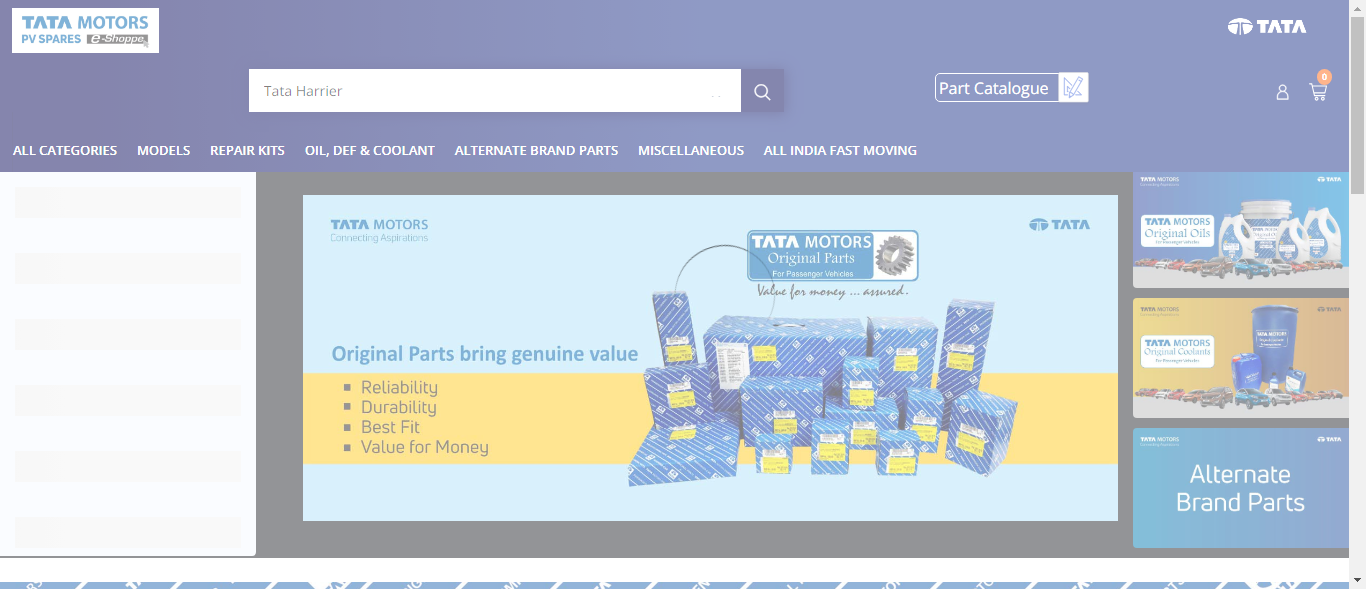 TATA MOTORS
PV SPARES e-Shoppe
TATA
Tata Harrier
Part Catalogue
0
ALL CATEGORIES MODELS REPAIR KITS OIL, DEF & COOLANT ALTERNATE BRAND PARTS MISCELLANEOUS ALL INDIA FAST MOVING
TATA MOTORS
Connecting Aspirations
TATA
TATA MOTORS
Original Parts
For Passenger Vehicles
Value for money ... assured.
Original Parts bring genuine value
Reliability
Durability
Best Fit
Value for Money
TATA MOTORS
Connecting Aspirations
TATA
TATA MOTORS
Original Oils
For Passenger Vehicles
TATA MOTORS
Connecting Aspirations
TATA
TATA MOTORS
Original Coolants
For Passenger Vehicles
TATA MOTORS
Connecting Aspirations
TATA
Alternate
Brand Parts